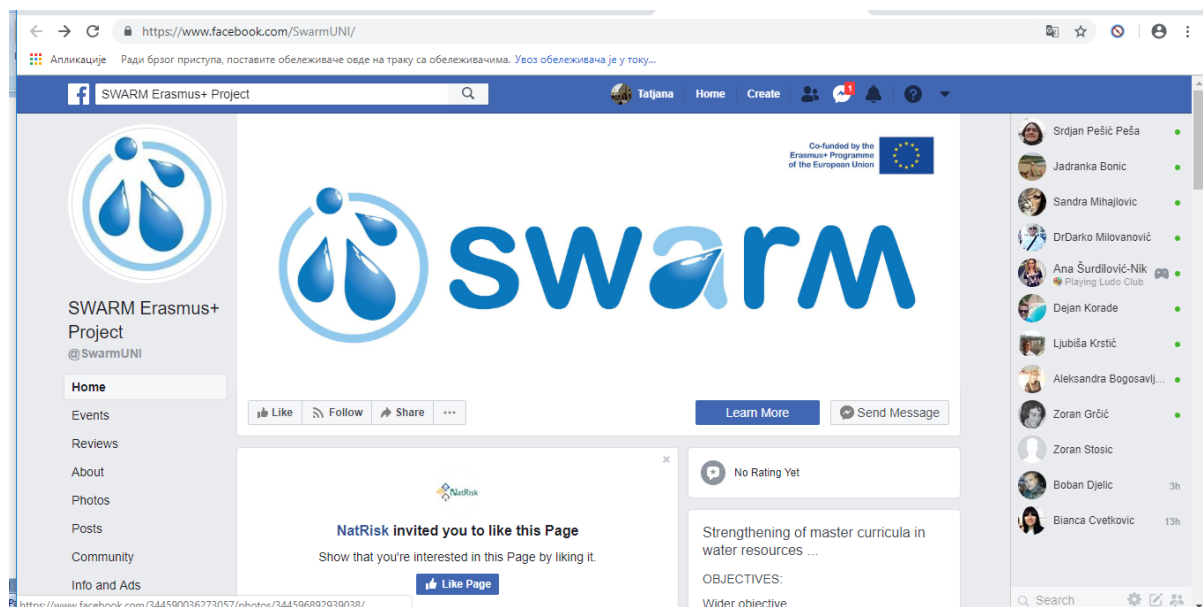 https://www.facebook.com/SwarmUNI/
Апликације Ради брзог приступа, поставите обележиваче овде на траку са обележивачима. Увоз обележивача је у току...
SWARM Erasmus+ Project
Tatjana Home Create 1
Co-funded by the
Erasmus+ Programme
of the European Union
swarm
SWARM Erasmus+
Project
@SwarmUNI
Home
Events
Reviews
About
Photos
Posts
Community
Info and Ads
Like Follow Share
Learn More Send Message
NatRisk
NatRisk invited you to like this Page
Show that you're interested in this Page by liking it.
Like Page
No Rating Yet
Strengthening of master curricula in
water resources ...
OBJECTIVES:
Wider objective
Srdjan Pešić Peša
Jadranka Bonic
Sandra Mihajlovic
DrDarko Milovanović
Ana Šurdilović-Nik
Playing Ludo Club
Dejan Korade
Ljubiša Krstić
Aleksandra Bogosavlj...
Zoran Grčić
Zoran Stosic
Boban Djelic 3h
Bianca Cvetkovic 13h
Search
https://www.facebook.com/344590036273057/photos/344596892939038/